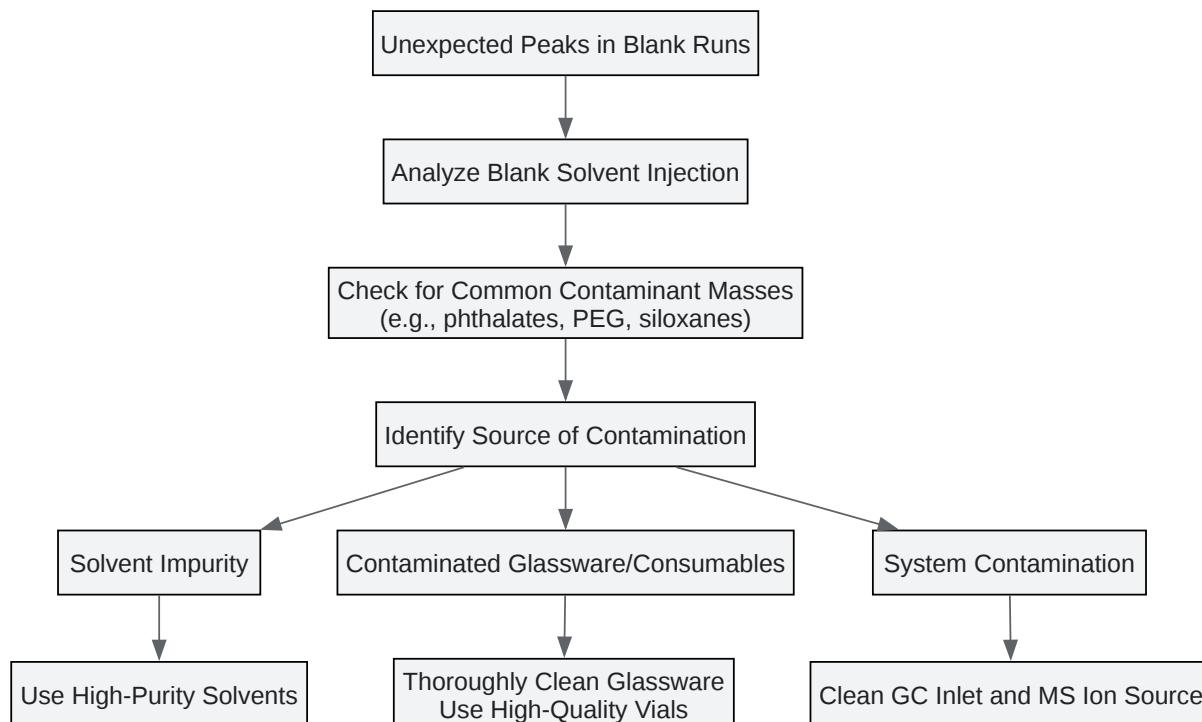 Unexpected Peaks in Blank Runs
Analyze Blank Solvent Injection
Check for Common Contaminant Masses
(e.g., phthalates, PEG, siloxanes)
Identify Source of Contamination
Solvent Impurity
Contaminated Glassware/Consumables
System Contamination
Use High-Purity Solvents
Thoroughly Clean Glassware
Use High-Quality Vials
Clean GC Inlet and MS Ion Source